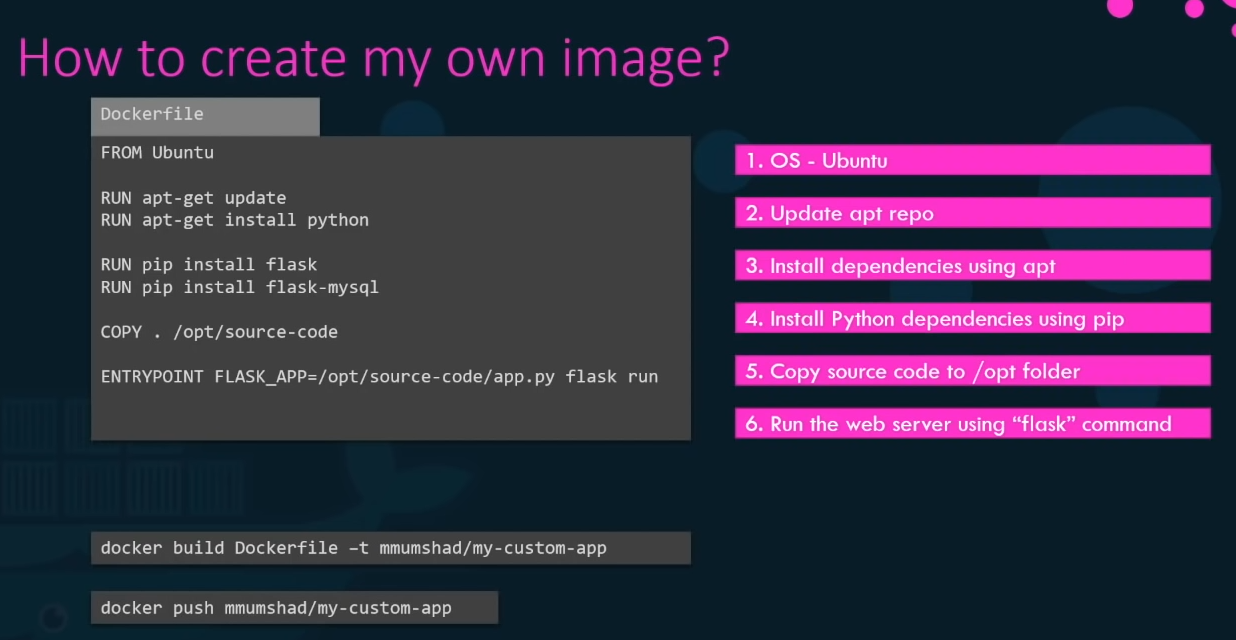 How to create my own image?
Dockerfile
FROM Ubuntu
RUN apt-get update
RUN apt-get install python
RUN pip install flask
RUN pip install flask-mysql
COPY . /opt/source-code
ENTRYPOINT FLASK_APP=/opt/source-code/app.py flask run
1. OS - Ubuntu
2. Update apt repo
3. Install dependencies using apt
4. Install Python dependencies using pip
5. Copy source code to /opt folder
6. Run the web server using “flask” command
docker build Dockerfile –t mmumshad/my-custom-app
docker push mmumshad/my-custom-app